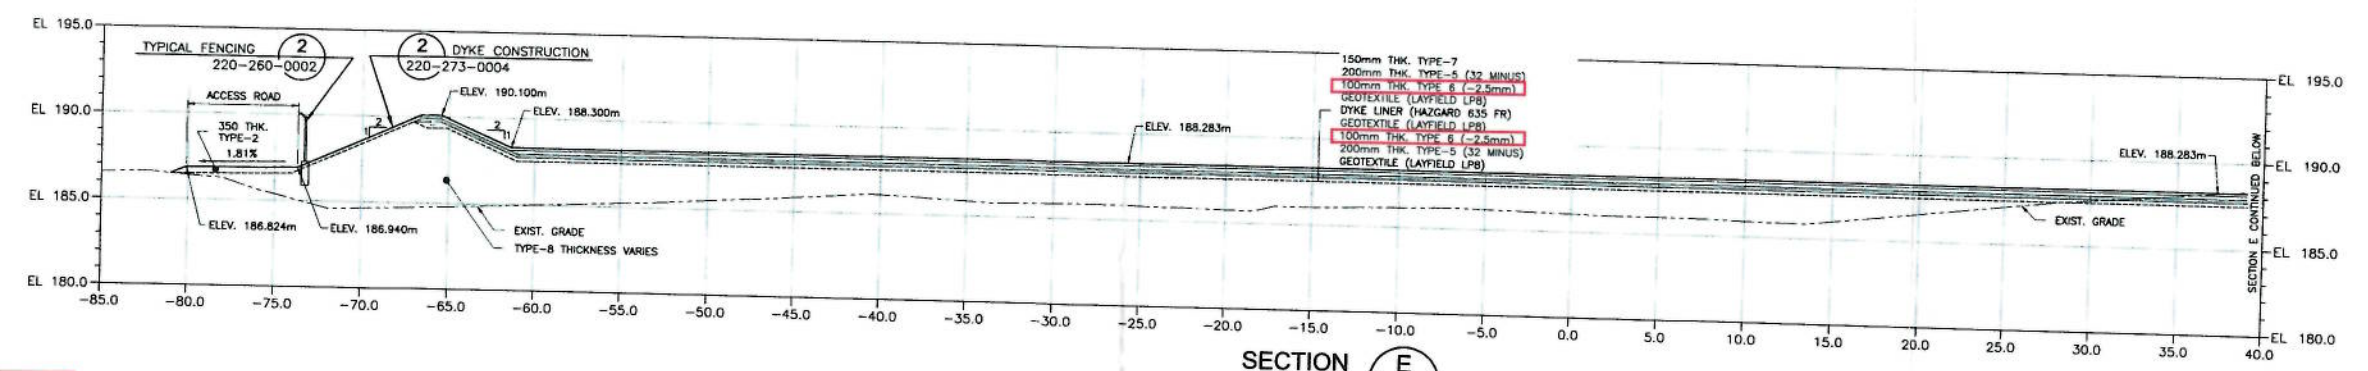 EL 195.0
TYPICAL FENCING
2
220-260-0002
2
DYKE CONSTRUCTION
220-273-0004
150mm THK. TYPE-7
200mm THK. TYPE-5 (32 MINUS)
100mm THK. TYPE 6 (-2.5mm)
GEOTEXTILE (LAYFIELD LP8)
DYKE LINER (HAZGARD 635 FR)
GEOTEXTILE (LAYFIELD LP8)
100mm THK. TYPE 6 (-2.5mm)
200mm THK. TYPE-5 (32 MINUS)
GEOTEXTILE (LAYFIELD LP8)
EL 195.0
ACCESS ROAD
ELEV. 190.100m
EL 190.0
ELEV. 188.300m
350 THK.
TYPE-2
1.81%
2
1
2
1
ELEV. 188.283m
ELEV. 188.283m
EL 190.0
EL 185.0
ELEV. 186.824m
ELEV. 186.940m
EXIST. GRADE
TYPE-8 THICKNESS VARIES
EXIST. GRADE
SECTION E CONTINUED BELOW
EL 185.0
EL 180.0
-85.0 -80.0 -75.0 -70.0 -65.0 -60.0 -55.0 -50.0 -45.0 -40.0 -35.0 -30.0 -25.0 -20.0 -15.0 -10.0 -5.0 0.0 5.0 10.0 15.0 20.0 25.0 30.0 35.0 40.0
EL 180.0
SECTION E